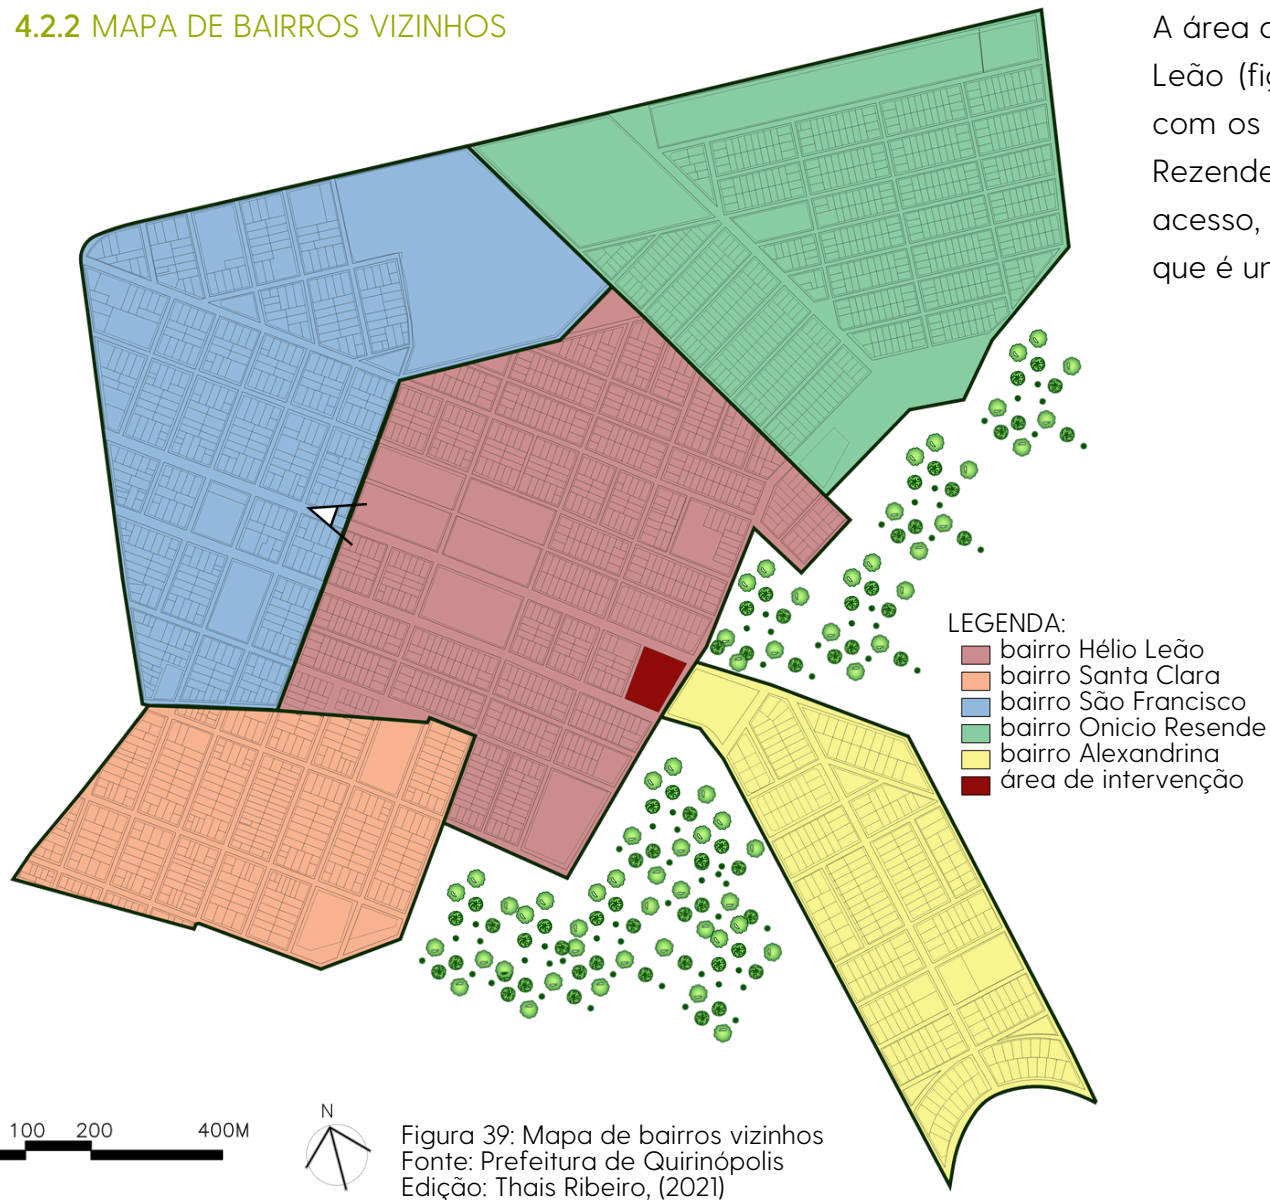 4.2.2 MAPA DE BAIRROS VIZINHOS
A área
Leão
com os
Rezende
acesso,
que é
LEGENDA:
bairro Hélio Leão
bairro Santa Clara
bairro São Francisco
bairro Onicio Resende
bairro Alexandrina
área de intervenção
100 200 400M
N
Figura 39: Mapa de bairros vizinhos
Fonte: Prefeitura de Quirinópolis
Edição: Thais Ribeiro, (2021)